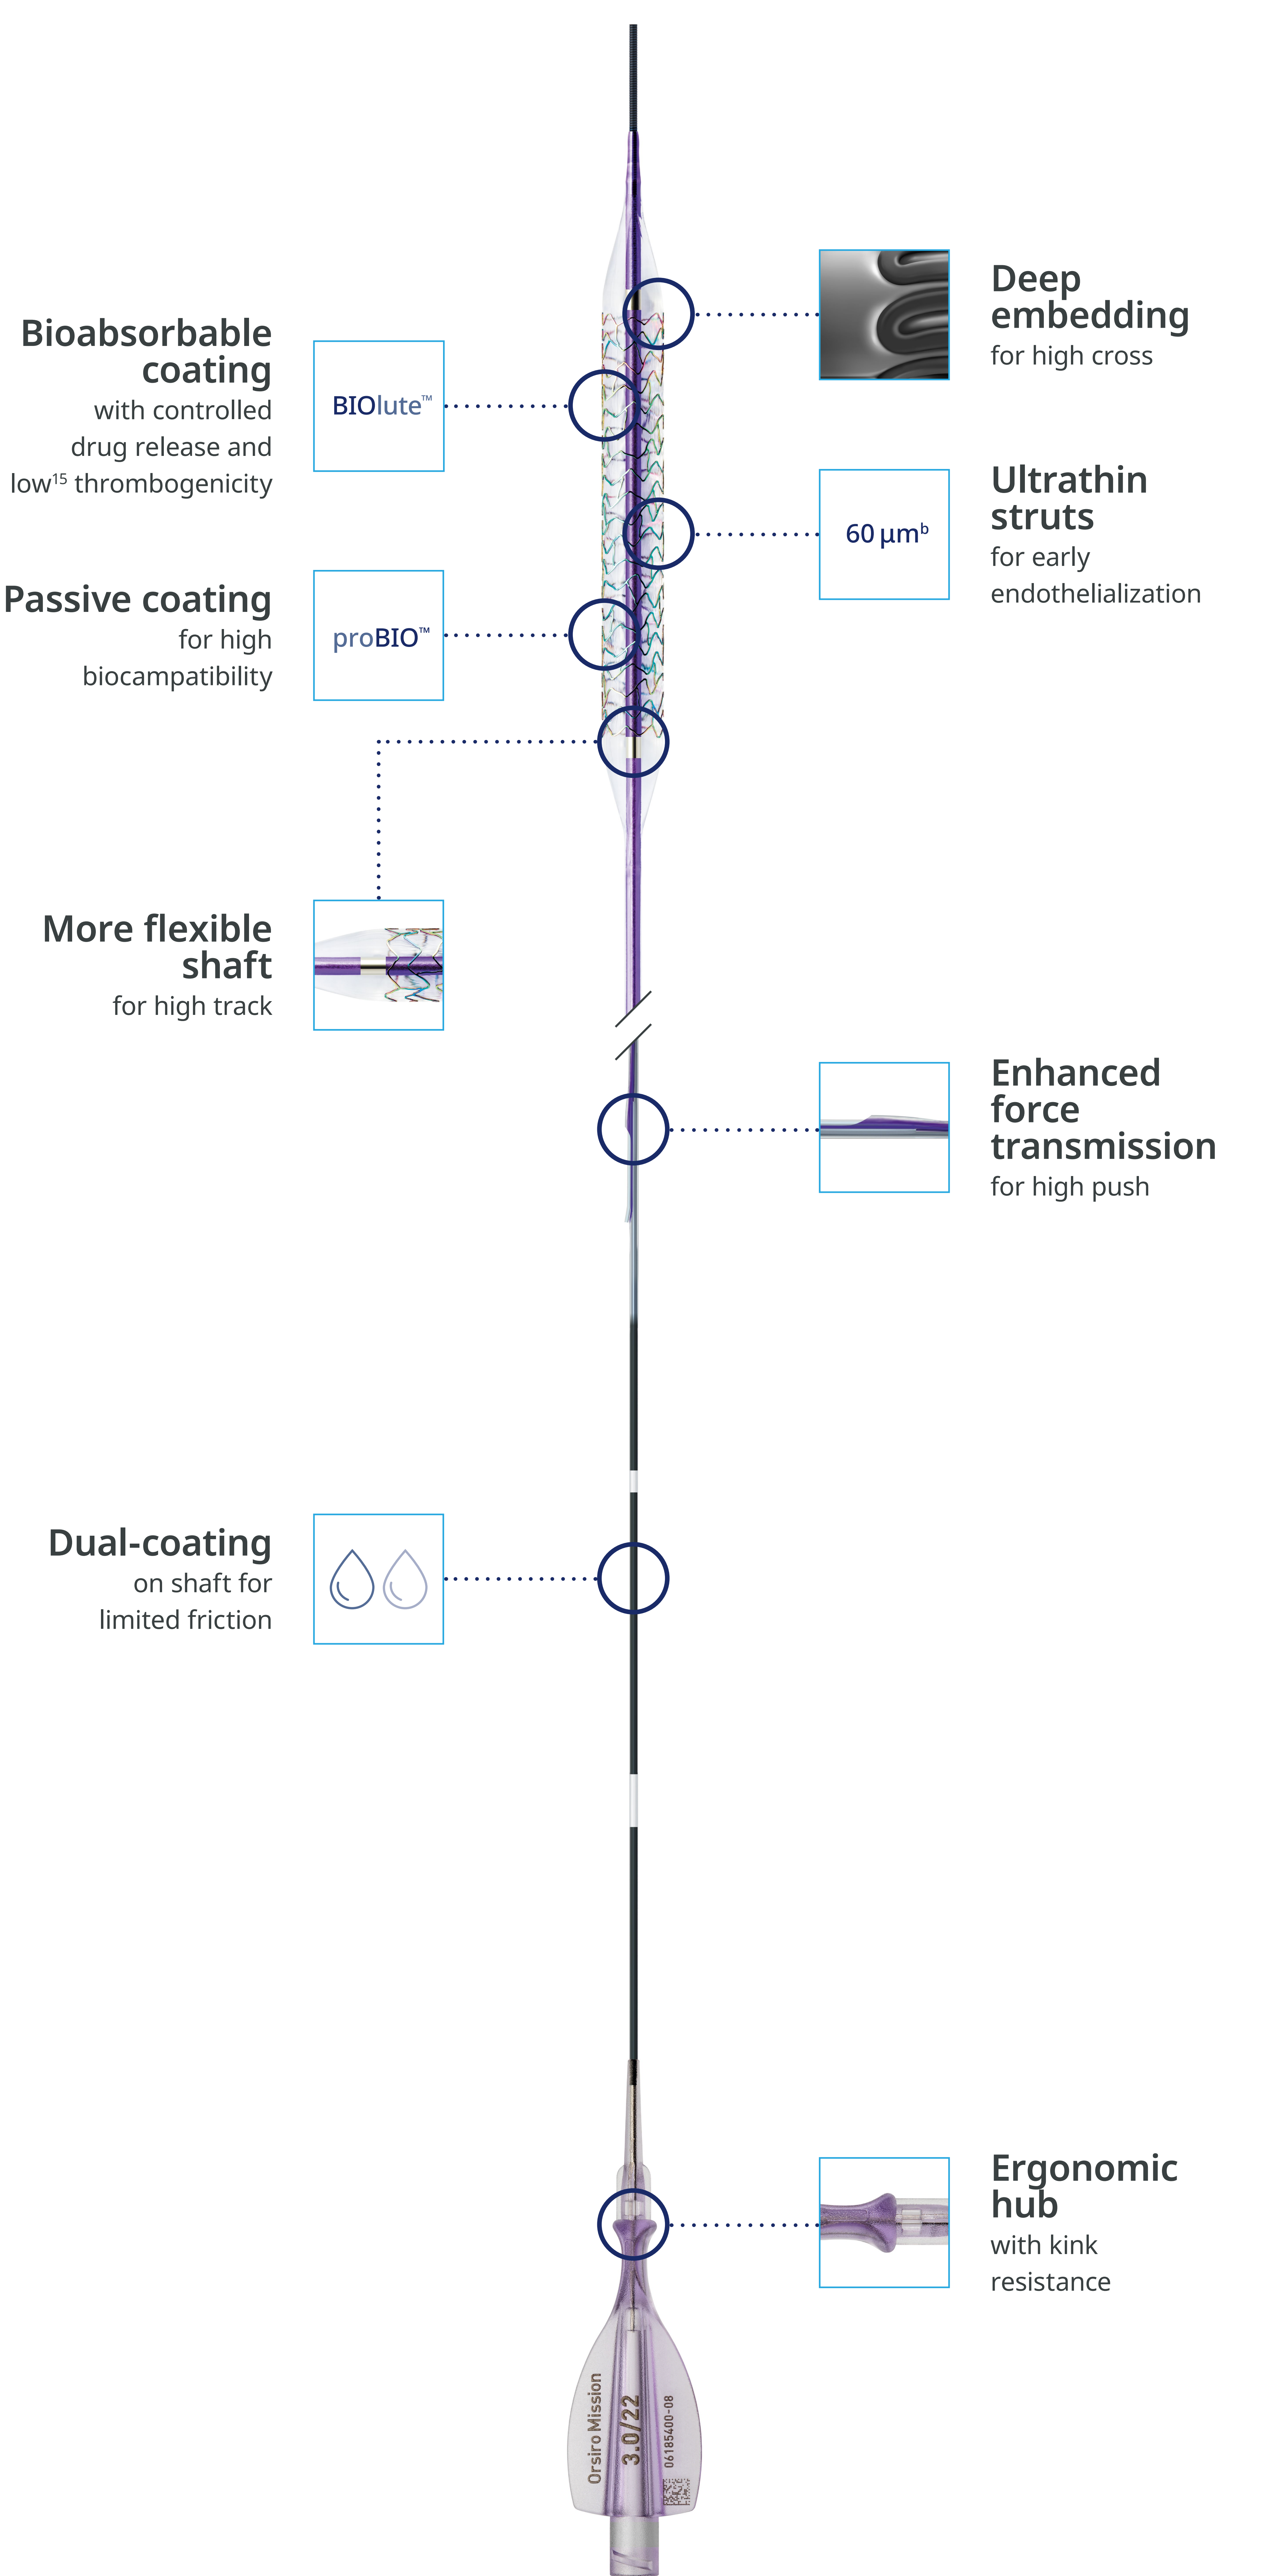 Deep
embedding
for high cross
Bioabsorbable
coating
with controlled
drug release and
low¹⁵ thrombogenicity
BIOlute™
Ultrathin
struts
for early
endothelialization
60 µmᵇ
Passive coating
for high
biocampatibility
proBIO™
More flexible
shaft
for high track
Enhanced
force
transmission
for high push
Dual-coating
on shaft for
limited friction
Ergonomic
hub
with kink
resistance
Orsiro Mission
3.0/22
06185400-08